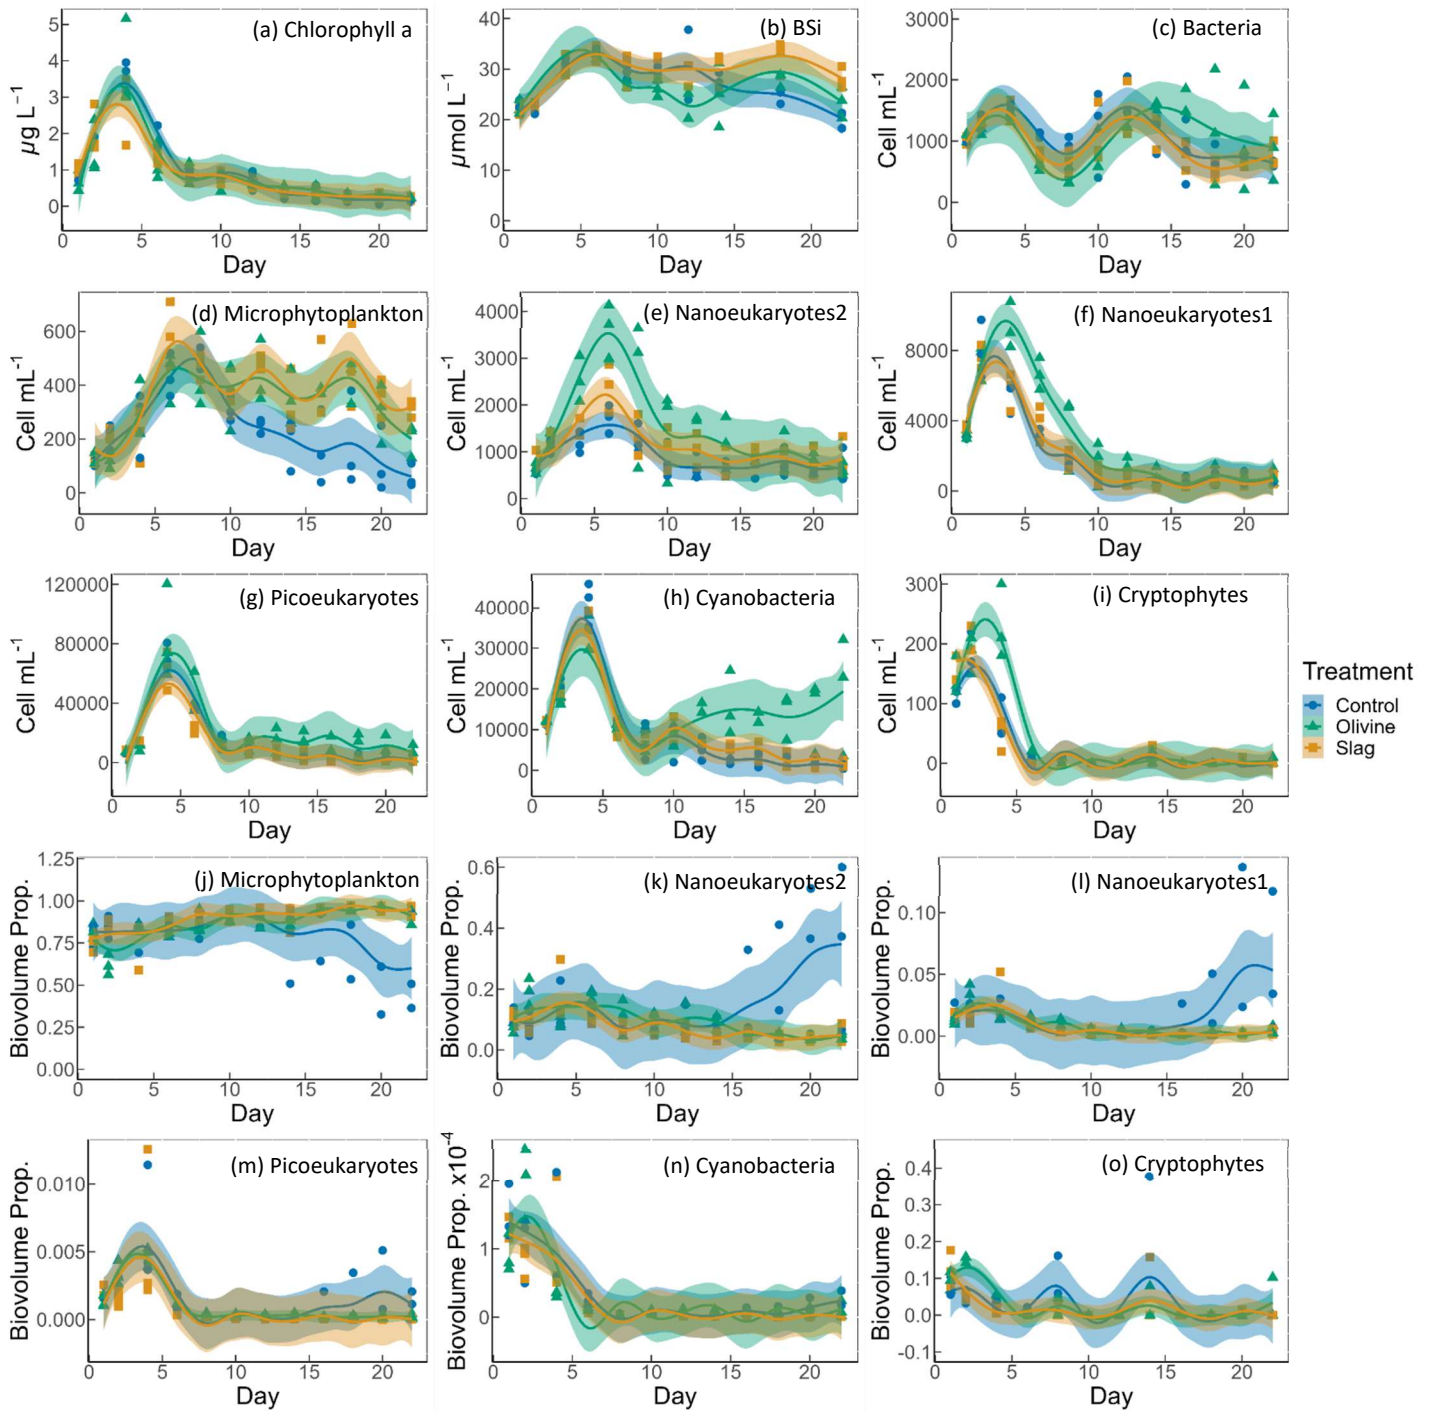 (a) Chlorophyll a
µg L⁻¹
5
4
3
2
1
0
0 5 10 15 20
Day
(b) BSi
µmol L⁻¹
40
30
20
10
0
0 5 10 15 20
Day
(c) Bacteria
Cell mL⁻¹
3000
2000
1000
0
0 5 10 15 20
Day
(d) Microphytoplankton
Cell mL⁻¹
600
400
200
0
0 5 10 15 20
Day
(e) Nanoeukaryotes2
Cell mL⁻¹
4000
3000
2000
1000
0
0 5 10 15 20
Day
(f) Nanoeukaryotes1
Cell mL⁻¹
8000
4000
0
0 5 10 15 20
Day
(g) Picoeukaryotes
Cell mL⁻¹
120000
80000
40000
0
0 5 10 15 20
Day
(h) Cyanobacteria
Cell mL⁻¹
40000
30000
20000
10000
0
0 5 10 15 20
Day
(i) Cryptophytes
Cell mL⁻¹
300
200
100
0
0 5 10 15 20
Day
Treatment
Control
Olivine
Slag
(j) Microphytoplankton
Biovolume Prop.
1.25
1.00
0.75
0.50
0.25
0.00
0 5 10 15 20
Day
(k) Nanoeukaryotes2
Biovolume Prop.
0.6
0.4
0.2
0.0
0 5 10 15 20
Day
(l) Nanoeukaryotes1
Biovolume Prop.
0.10
0.05
0.00
0 5 10 15 20
Day
(m) Picoeukaryotes
Biovolume Prop.
0.010
0.005
0.000
0 5 10 15 20
Day
(n) Cyanobacteria
Biovolume Prop. x10⁻⁴
2
1
0
0 5 10 15 20
Day
(o) Cryptophytes
Biovolume Prop.
0.4
0.3
0.2
0.1
0.0
-0.1
0 5 10 15 20
Day